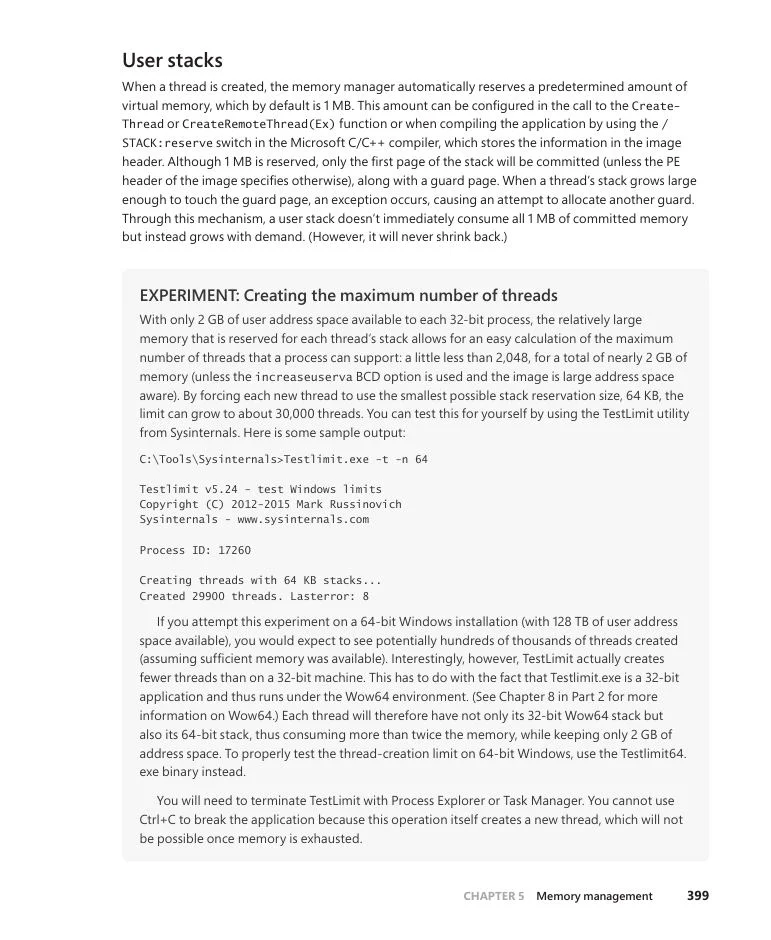 User stacks
When a thread is created, the memory manager automatically reserves a predetermined amount of
virtual memory, which by default is 1 MB. This amount can be configured in the call to the Create-
Thread or CreateRemoteThread(Ex) function or when compiling the application by using the /
STACK:reserve switch in the Microsoft C/C++ compiler, which stores the information in the image
header. Although 1 MB is reserved, only the first page of the stack will be committed (unless the PE
header of the image specifies otherwise), along with a guard page. When a thread’s stack grows large
enough to touch the guard page, an exception occurs, causing an attempt to allocate another guard.
Through this mechanism, a user stack doesn’t immediately consume all 1 MB of committed memory
but instead grows with demand. (However, it will never shrink back.)
EXPERIMENT: Creating the maximum number of threads
With only 2 GB of user address space available to each 32-bit process, the relatively large
memory that is reserved for each thread’s stack allows for an easy calculation of the maximum
number of threads that a process can support: a little less than 2,048, for a total of nearly 2 GB of
memory (unless the increaseuserva BCD option is used and the image is large address space
aware). By forcing each new thread to use the smallest possible stack reservation size, 64 KB, the
limit can grow to about 30,000 threads. You can test this for yourself by using the TestLimit utility
from Sysinternals. Here is some sample output:
C:\Tools\Sysinternals>Testlimit.exe -t -n 64
Testlimit v5.24 - test Windows limits
Copyright (C) 2012-2015 Mark Russinovich
Sysinternals - www.sysinternals.com
Process ID: 17260
Creating threads with 64 KB stacks...
Created 29900 threads. Lasterror: 8
If you attempt this experiment on a 64-bit Windows installation (with 128 TB of user address
space available), you would expect to see potentially hundreds of thousands of threads created
(assuming sufficient memory was available). Interestingly, however, TestLimit actually creates
fewer threads than on a 32-bit machine. This has to do with the fact that Testlimit.exe is a 32-bit
application and thus runs under the Wow64 environment. (See Chapter 8 in Part 2 for more
information on Wow64.) Each thread will therefore have not only its 32-bit Wow64 stack but
also its 64-bit stack, thus consuming more than twice the memory, while keeping only 2 GB of
address space. To properly test the thread-creation limit on 64-bit Windows, use the Testlimit64.
exe binary instead.
You will need to terminate TestLimit with Process Explorer or Task Manager. You cannot use
Ctrl+C to break the application because this operation itself creates a new thread, which will not
be possible once memory is exhausted.
CHAPTER 5 Memory management 399